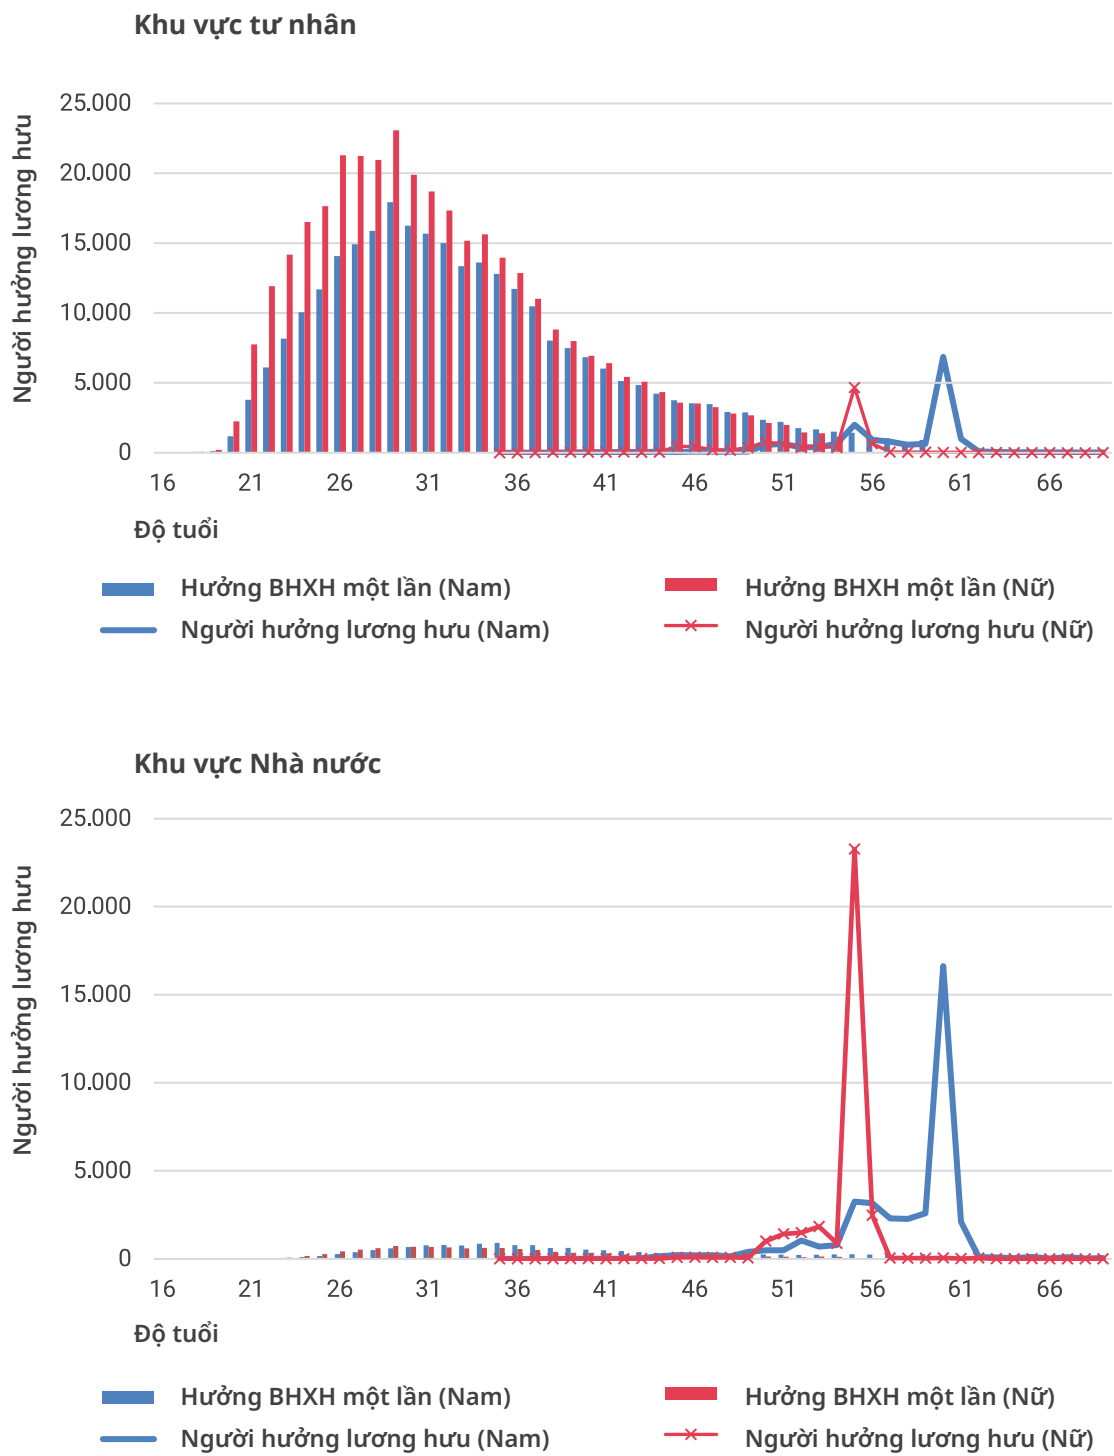 Khu vực tư nhân
Người hưởng lương hưu
25.000
20.000
15.000
10.000
5.000
0
16 21 26 31 36 41 46 51 56 61 66
Độ tuổi
Hưởng BHXH một lần (Nam) Hưởng BHXH một lần (Nữ)
Người hưởng lương hưu (Nam) Người hưởng lương hưu (Nữ)
Khu vực Nhà nước
Người hưởng lương hưu
25.000
20.000
15.000
10.000
5.000
0
16 21 26 31 36 41 46 51 56 61 66
Độ tuổi
Hưởng BHXH một lần (Nam) Hưởng BHXH một lần (Nữ)
Người hưởng lương hưu (Nam) Người hưởng lương hưu (Nữ)